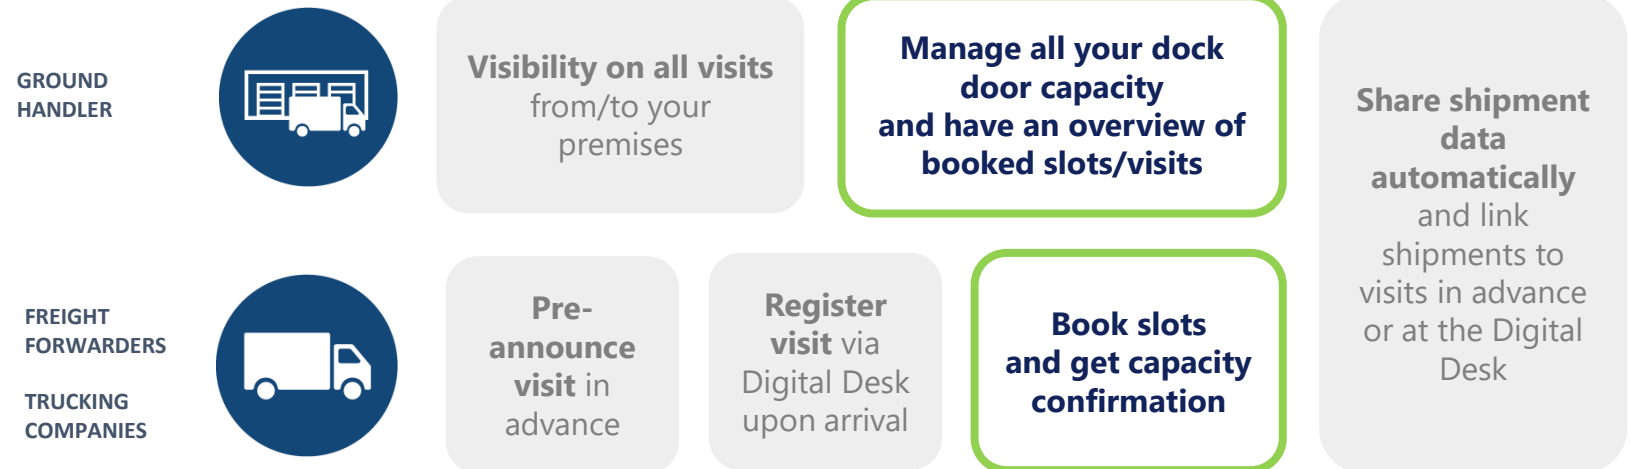 GROUND
HANDLER
Visibility on all visits
from/to your
premises
Manage all your dock
door capacity
and have an overview of
booked slots/visits
Share shipment
data
automatically
and link
shipments to
visits in advance
or at the Digital
Desk
FREIGHT
FORWARDERS
TRUCKING
COMPANIES
Pre-
announce
visit in
advance
Register
visit via
Digital Desk
upon arrival
Book slots
and get capacity
confirmation